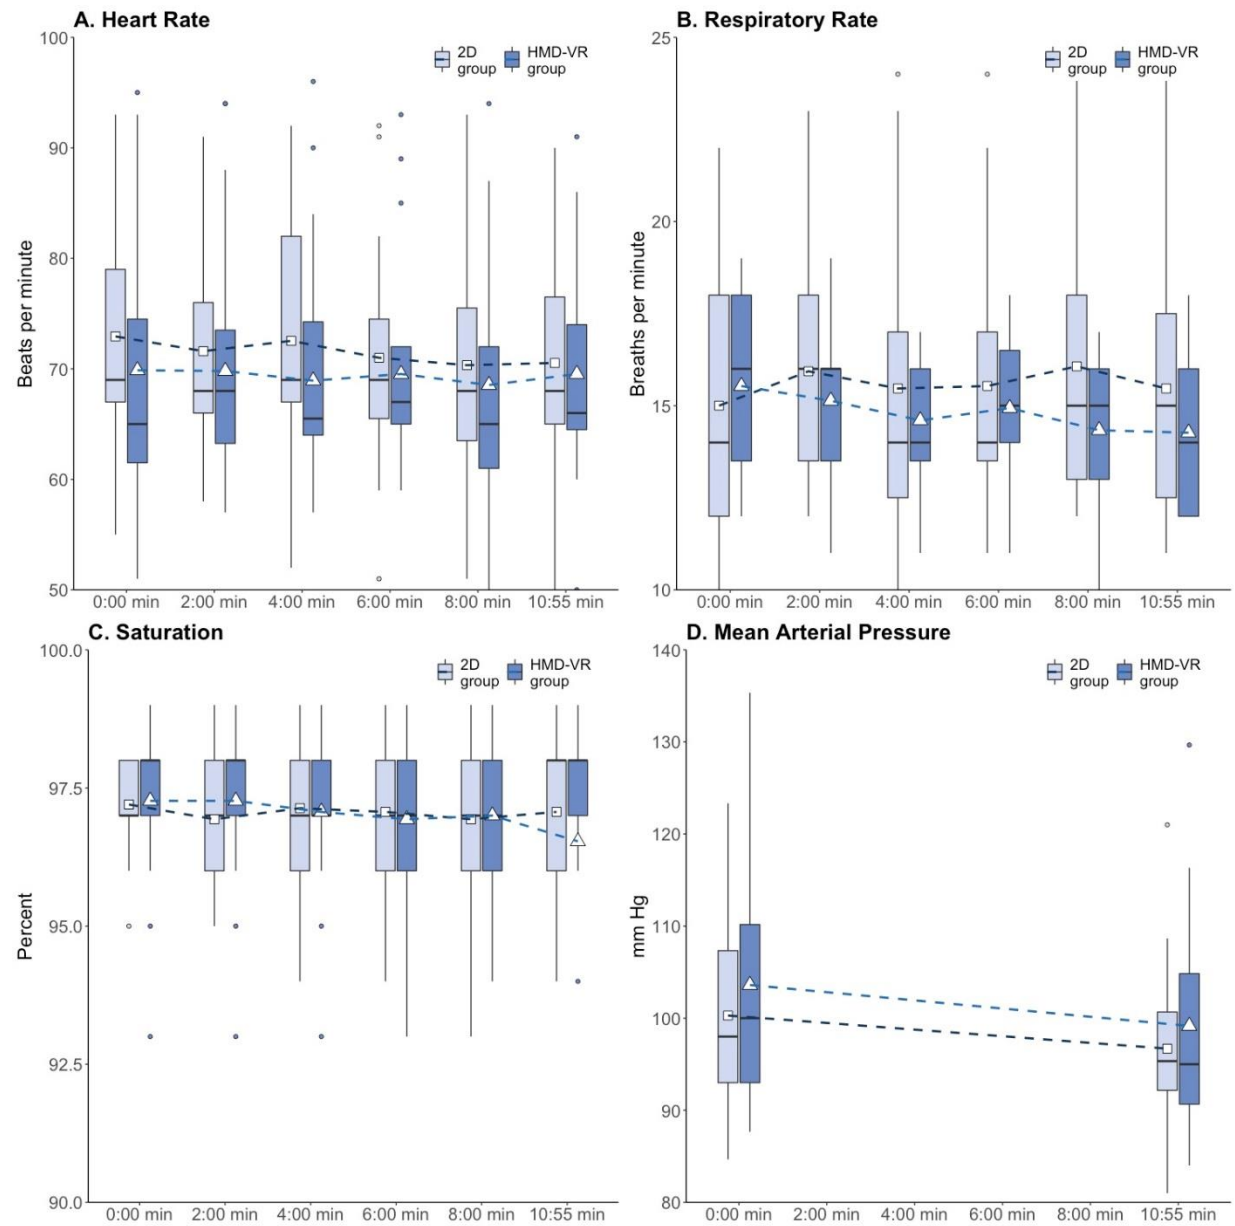 A. Heart Rate
2D
group
HMD-VR
group
Beats per minute
100
90
80
70
60
50
0:00 min 2:00 min 4:00 min 6:00 min 8:00 min 10:55 min
B. Respiratory Rate
2D
group
HMD-VR
group
Breaths per minute
25
20
15
10
0:00 min 2:00 min 4:00 min 6:00 min 8:00 min 10:55 min
C. Saturation
2D
group
HMD-VR
group
Percent
100.0
97.5
95.0
92.5
90.0
0:00 min 2:00 min 4:00 min 6:00 min 8:00 min 10:55 min
D. Mean Arterial Pressure
2D
group
HMD-VR
group
mm Hg
140
130
120
110
100
90
80
0:00 min 2:00 min 4:00 min 6:00 min 8:00 min 10:55 min